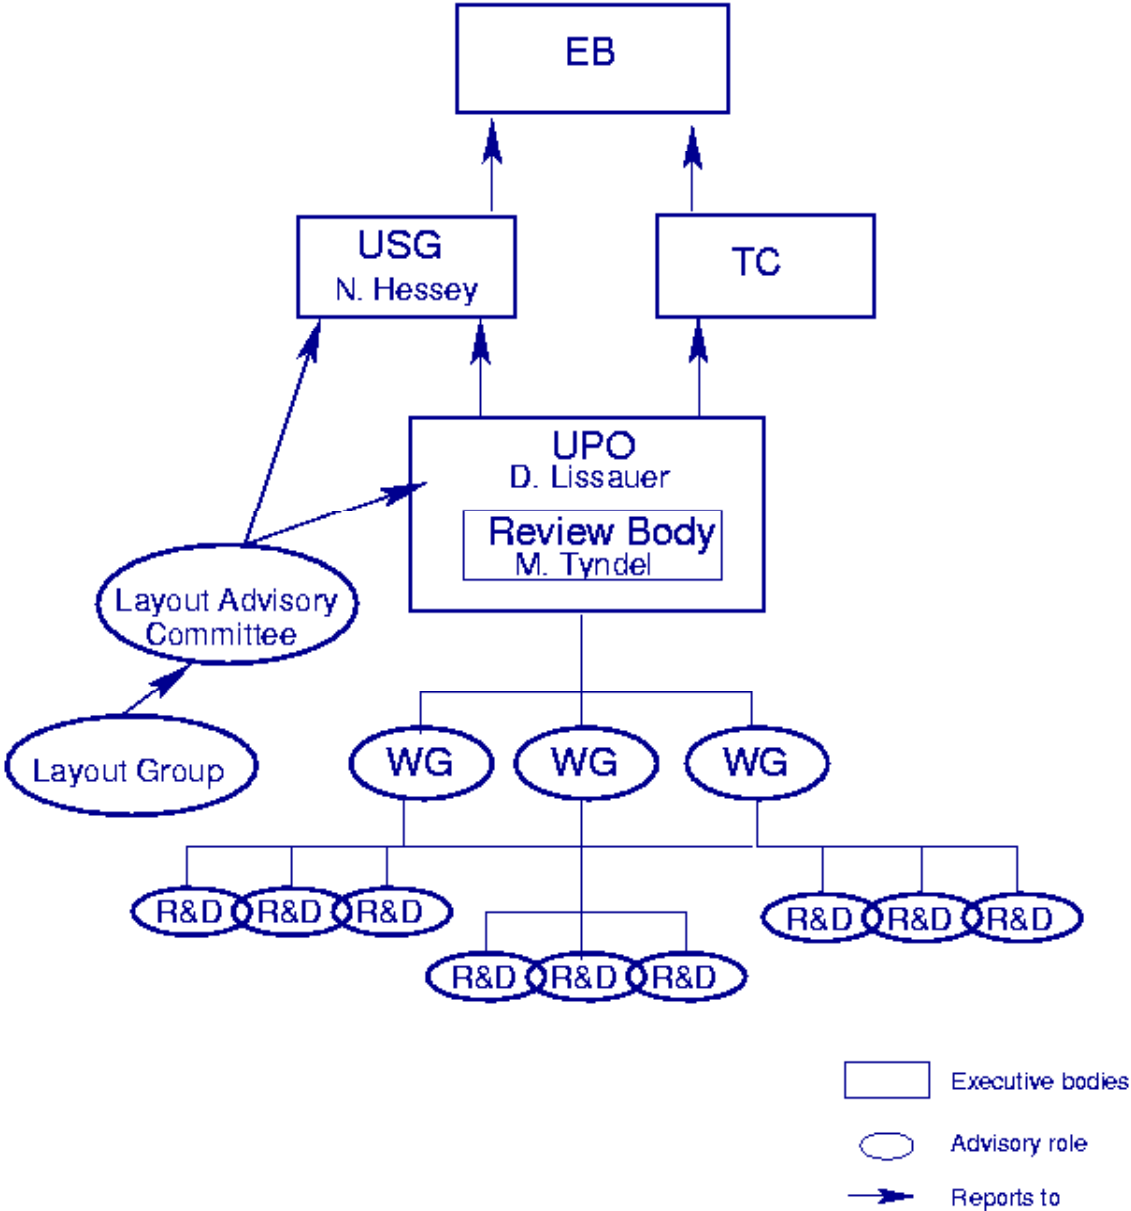 EB
USG
N. Hessey
TC
UPO
D. Lissauer
Review Body
M. Tyndel
Layout Advisory
Committee
Layout Group
WG WG WG
R&D R&D R&D
R&D R&D R&D
R&D R&D R&D
Executive bodies
Advisory role
Reports to